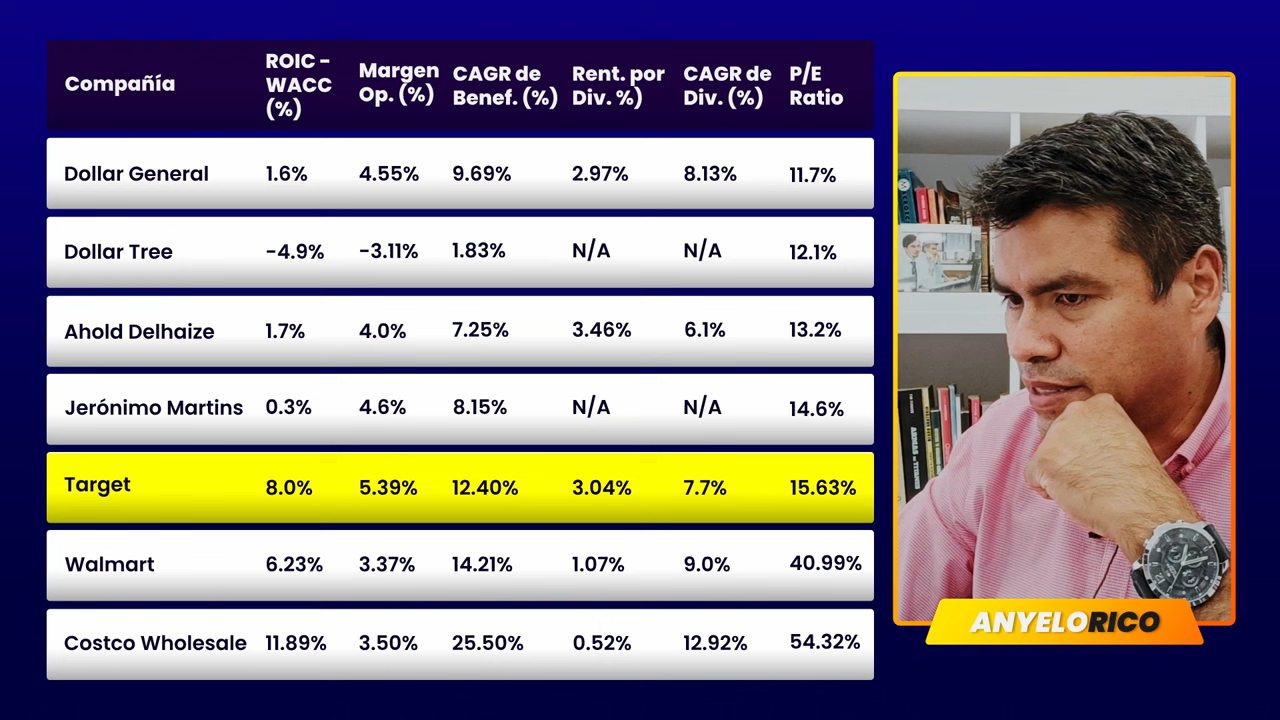 Compañía ROIC – WACC (%) Margen Op. (%) CAGR de Benef. (%) Rent. por Div. %) CAGR de Div. (%) P/E Ratio
Dollar General 1.6% 4.55% 9.69% 2.97% 8.13% 11.7%
Dollar Tree -4.9% -3.11% 1.83% N/A N/A 12.1%
Ahold Delhaize 1.7% 4.0% 7.25% 3.46% 6.1% 13.2%
Jerónimo Martins 0.3% 4.6% 8.15% N/A N/A 14.6%
Target 8.0% 5.39% 12.40% 3.04% 7.7% 15.63%
Walmart 6.23% 3.37% 14.21% 1.07% 9.0% 40.99%
Costco Wholesale 11.89% 3.50% 25.50% 0.52% 12.92% 54.32%
ANYELORICO